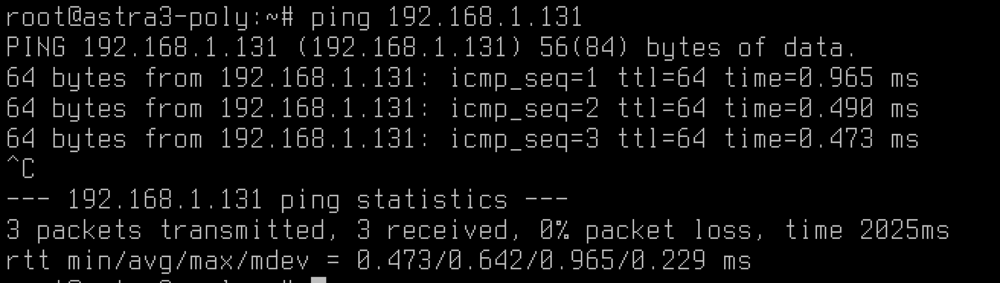 root@astra3-poly:~# ping 192.168.1.131
PING 192.168.1.131 (192.168.1.131) 56(84) bytes of data.
64 bytes from 192.168.1.131: icmp_seq=1 ttl=64 time=0.965 ms
64 bytes from 192.168.1.131: icmp_seq=2 ttl=64 time=0.490 ms
64 bytes from 192.168.1.131: icmp_seq=3 ttl=64 time=0.473 ms
^C
--- 192.168.1.131 ping statistics ---
3 packets transmitted, 3 received, 0% packet loss, time 2025ms
rtt min/avg/max/mdev = 0.473/0.642/0.965/0.229 ms